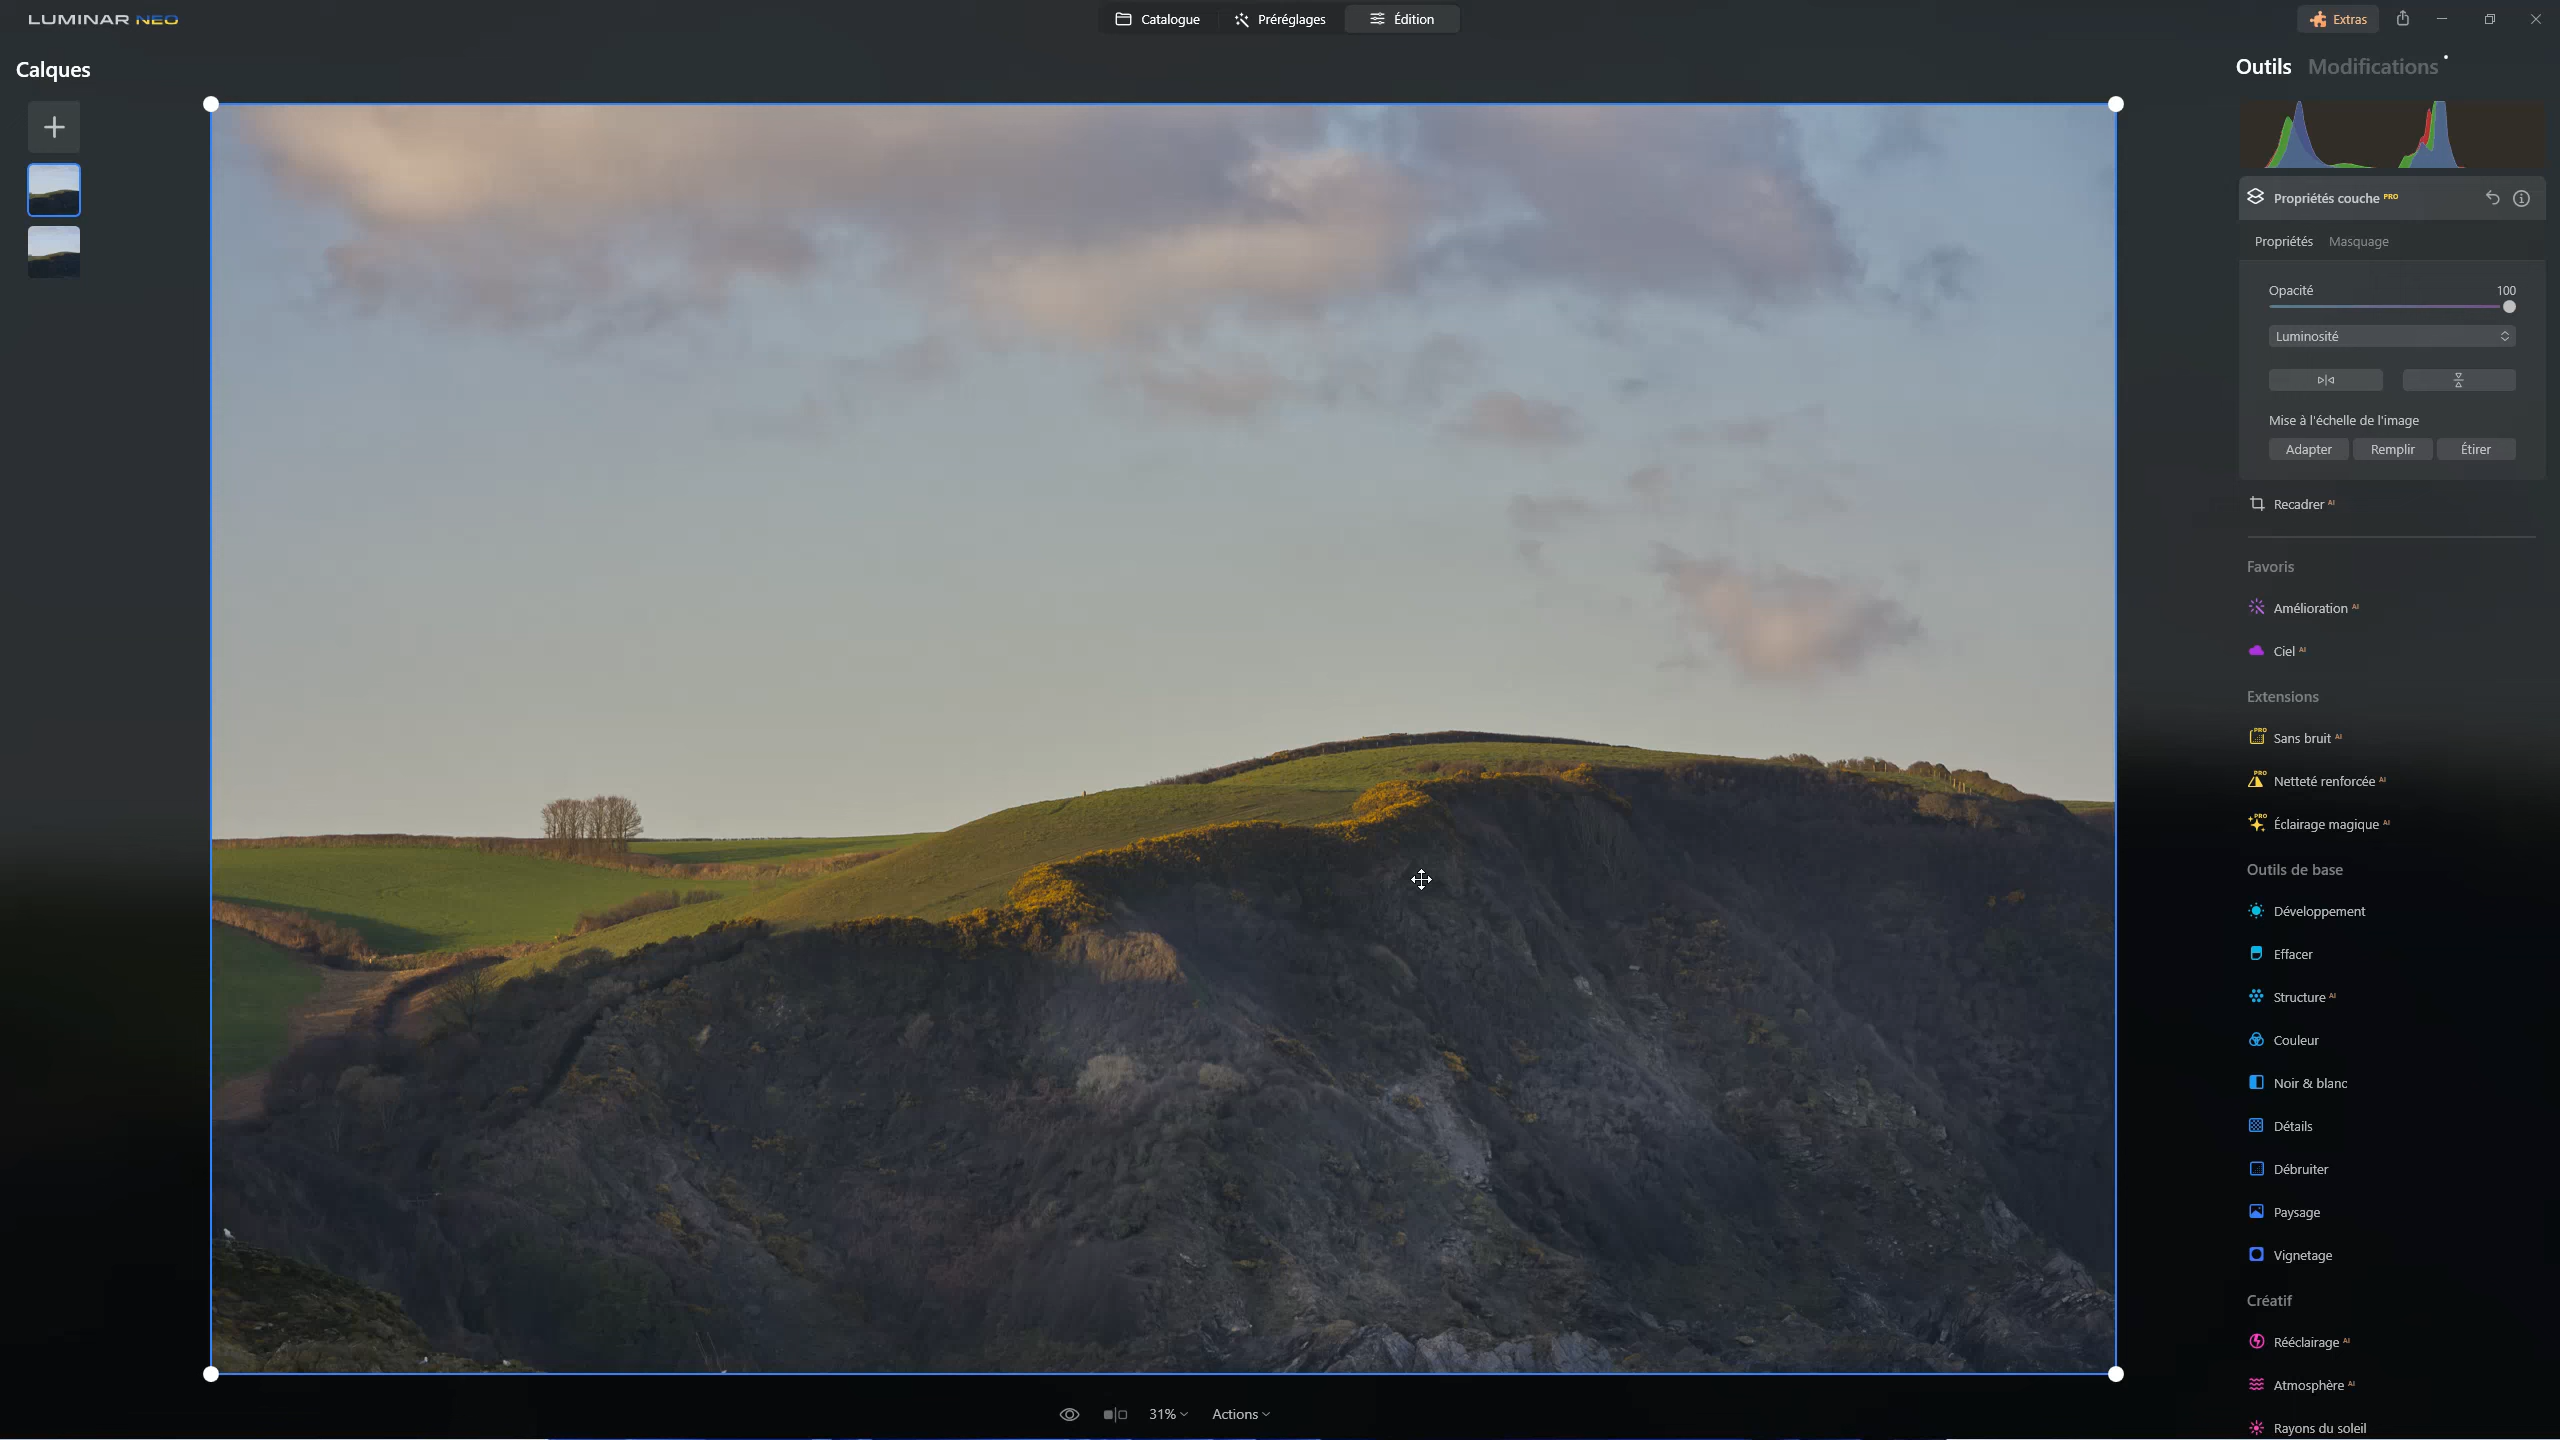 LUMINAR NEO
Catalogue
Préréglages
Édition
Extras
Calques
Outils Modifications
Propriétés couche PRO
Propriétés Masquage
Opacité 100
Luminosité
Mise à l'échelle de l'image
Adapter Remplir Étirer
Recadrer AI
Favoris
Amélioration AI
Ciel AI
Extensions
PRO Sans bruit AI
PRO Netteté renforcée AI
PRO Éclairage magique AI
Outils de base
Développement
Effacer
Structure AI
Couleur
Noir & blanc
Détails
Débruiter
Paysage
Vignetage
Créatif
Rééclairage AI
Atmosphère AI
Rayons du soleil
31% Actions